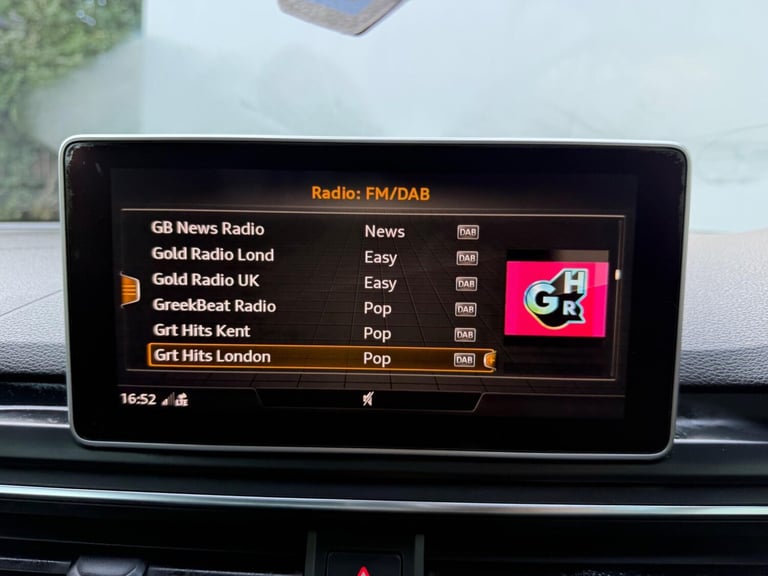 Radio: FM/DAB
GB News Radio News DAB
Gold Radio Lond Easy DAB
Gold Radio UK Easy DAB
GreekBeat Radio Pop DAB
Grt Hits Kent Pop DAB
Grt Hits London Pop DAB
GHR
16:52 LTE